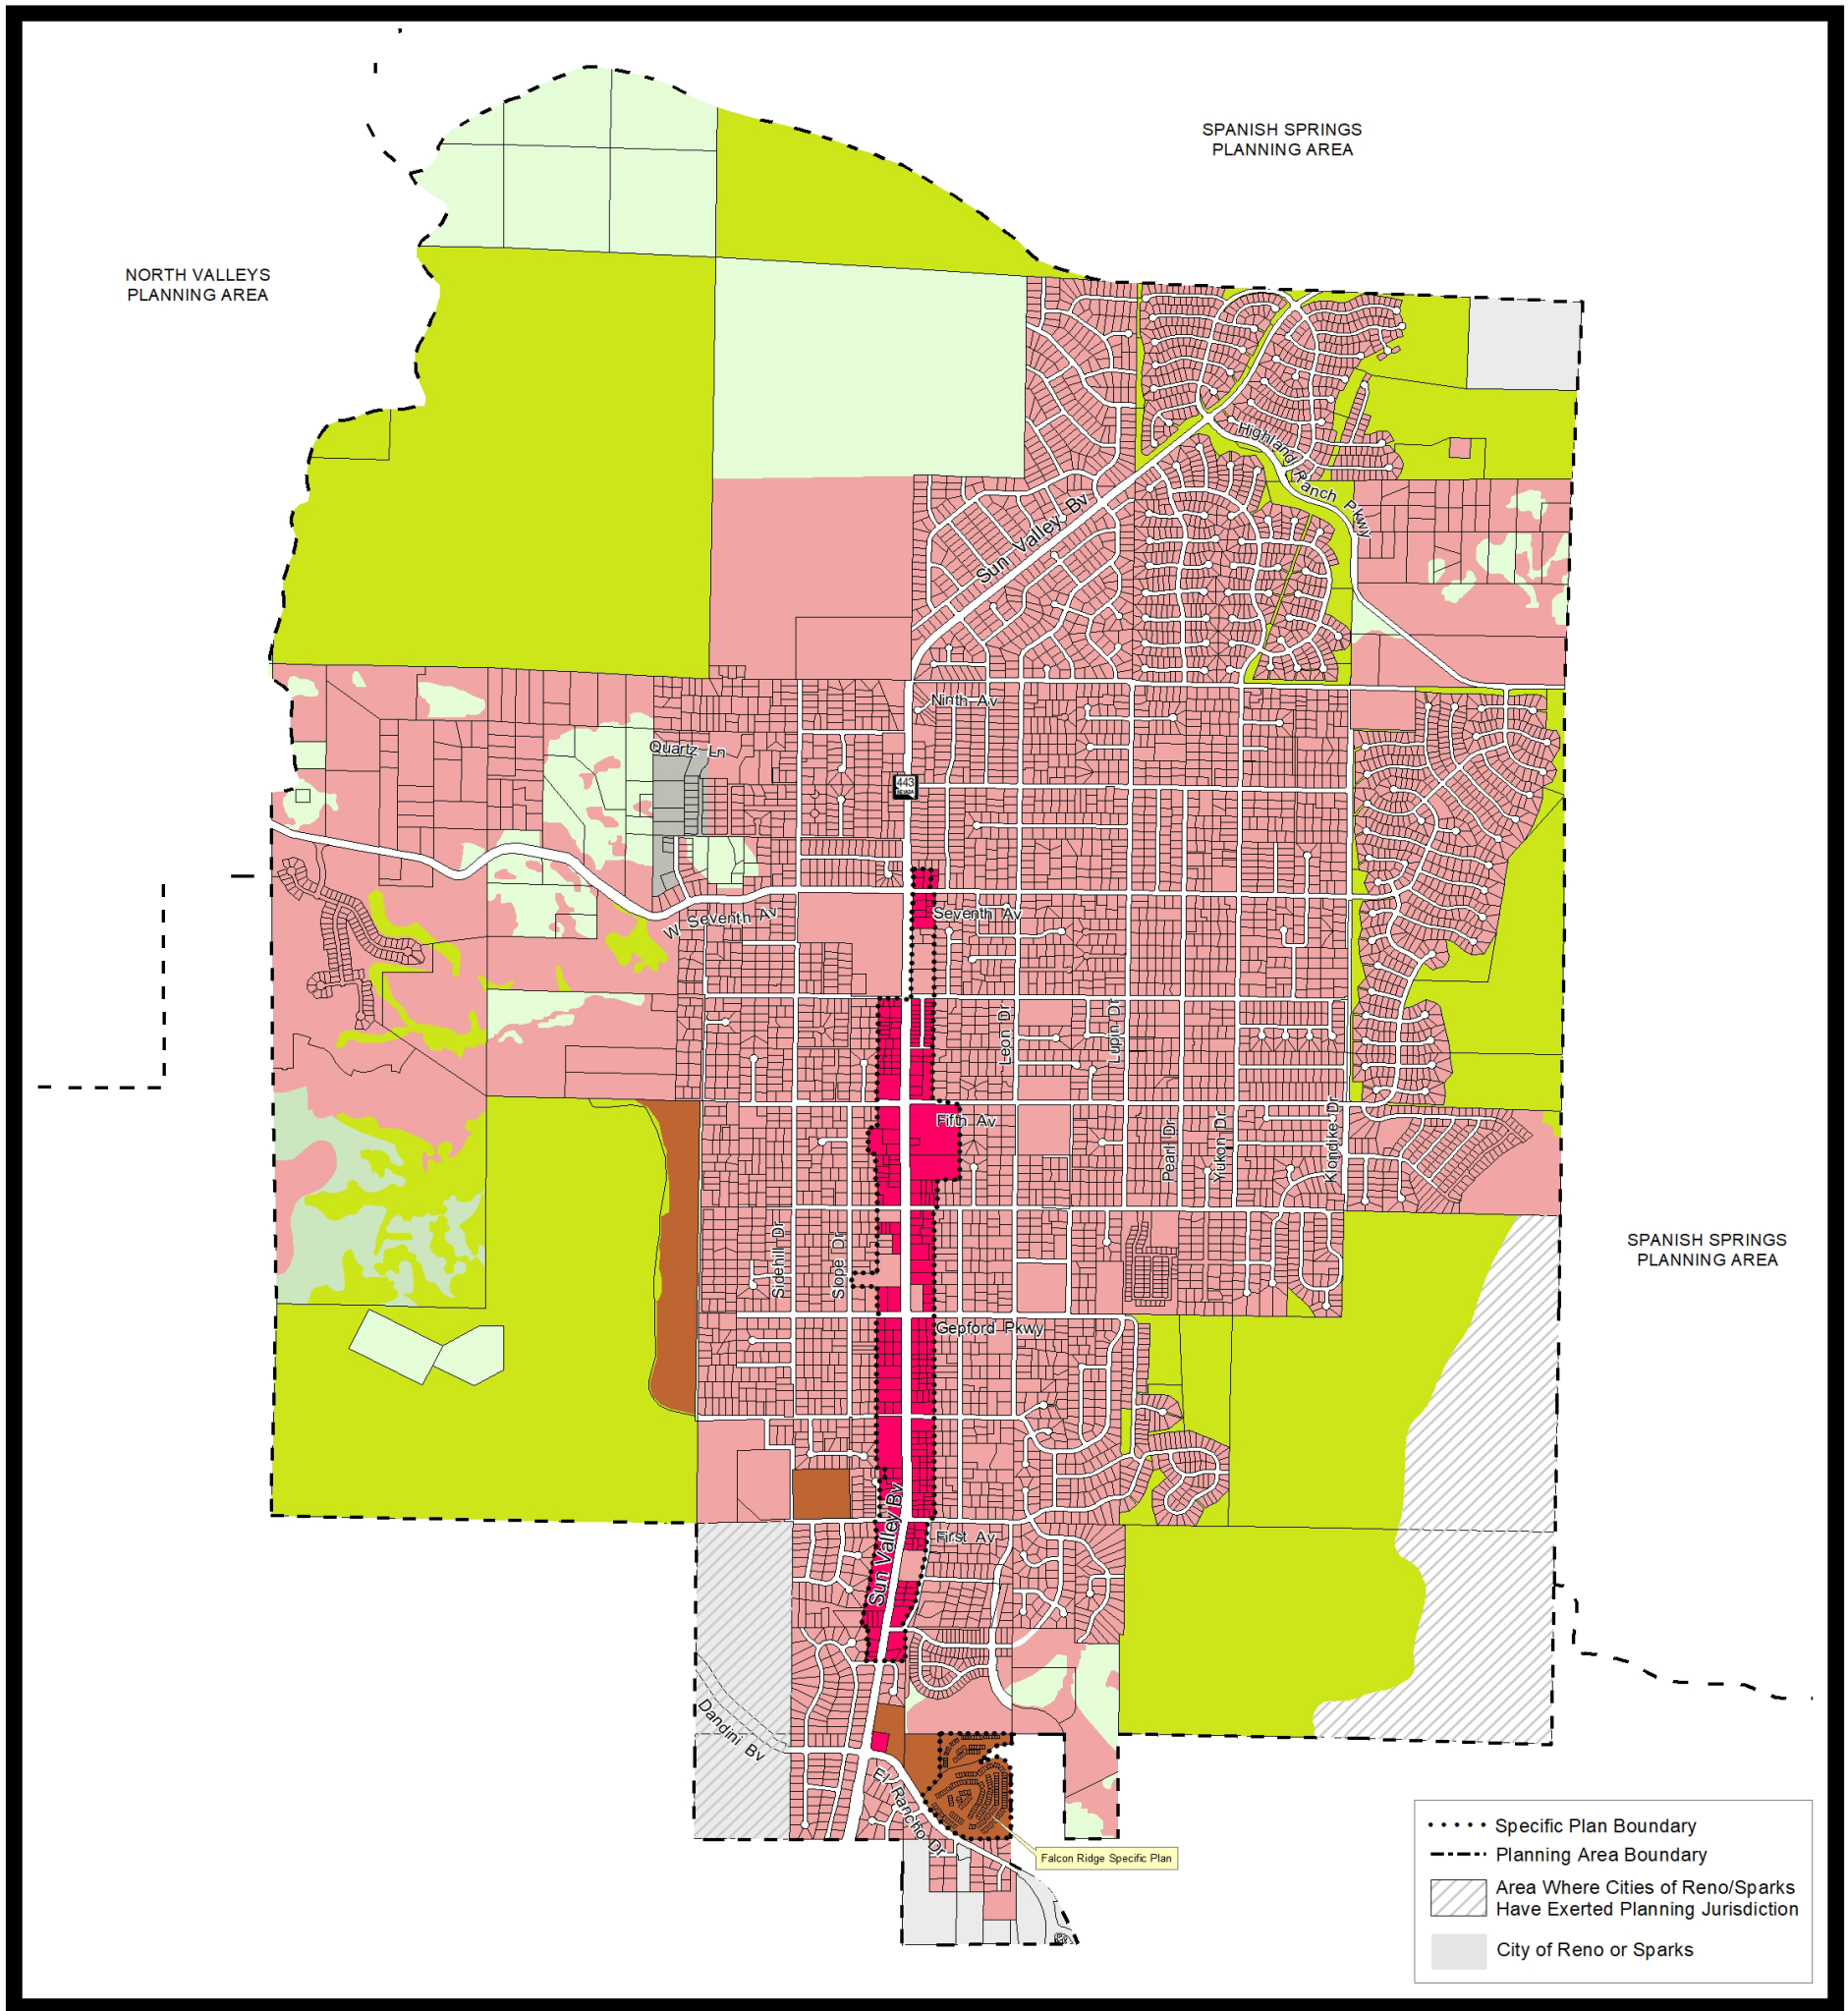 SPANISH SPRINGS
PLANNING AREA
NORTH VALLEYS
PLANNING AREA
Highland Ranch Pkwy
Sun Valley Bv
Ninth Av
Quartz Ln
443
NEVADA
W Seventh Av
Seventh Av
Leon Dr
Lupin Dr
Fifth Av
Pearl Dr
Yukon Dr
Klondike Dr
Sidehill Dr
Slope Dr
SPANISH SPRINGS
PLANNING AREA
Gepford Pkwy
Sun Valley Bv
First Av
Dandini Bv
El Rancho Dr
Falcon Ridge Specific Plan
Specific Plan Boundary
Planning Area Boundary
Area Where Cities of Reno/Sparks
Have Exerted Planning Jurisdiction
City of Reno or Sparks